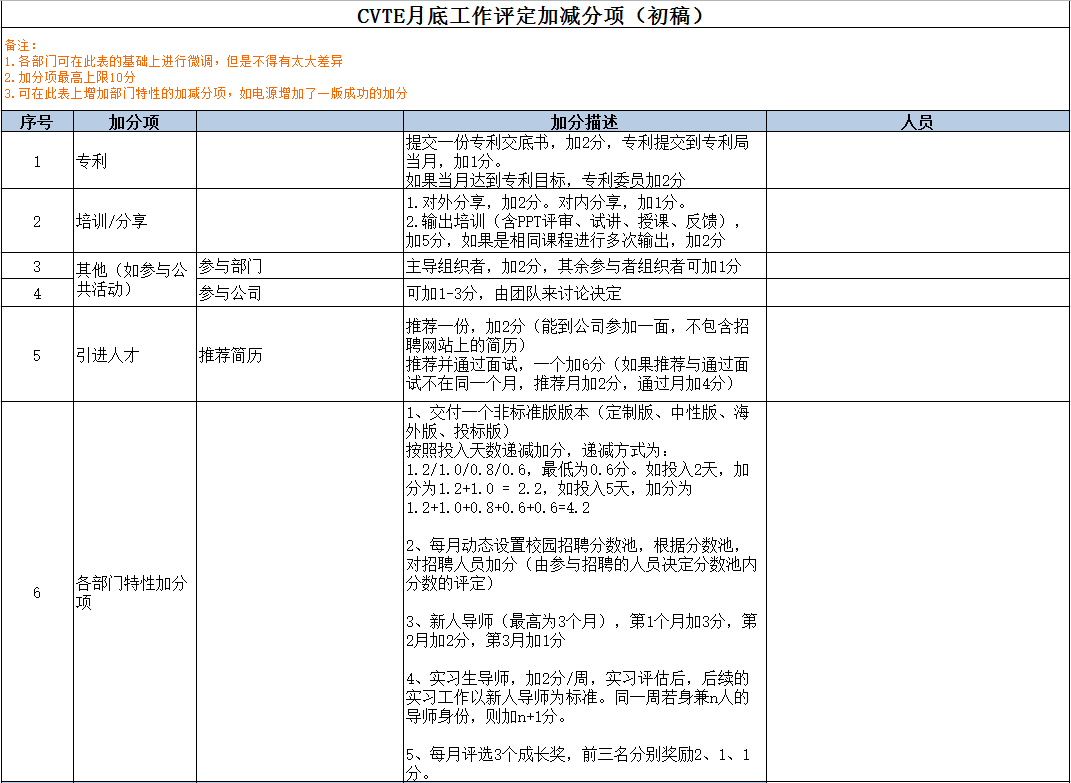 CVTE月底工作评定加减分项（初稿）
备注：
1.各部门可在此表的基础上进行微调，但是不得有太大差异
2.加分项最高上限10分
3.可在此表上增加部门特性的加减分项，如电源增加了一版成功的加分
序号 加分项 加分描述 人员
1 专利
提交一份专利交底书，加2分，专利提交到专利局
当月，加1分。
如果当月达到专利目标，专利委员加2分
2 培训/分享
1.对外分享，加2分。对内分享，加1分。
2.输出培训（含PPT评审、试讲、授课、反馈），
加5分，如果是相同课程进行多次输出，加2分
3 参与部门 主导组织者，加2分，其余参与者组织者可加1分
其他（如参与公
共活动）
4 参与公司 可加1-3分，由团队来讨论决定
5 引进人才 推荐简历
推荐一份，加2分（能到公司参加一面，不包含招
聘网站上的简历）
推荐并通过面试，一个加6分（如果推荐与通过面
试不在同一个月，推荐月加2分，通过月加4分）
6
各部门特性加分
项
1、交付一个非标准版版本（定制版、中性版、海
外版、投标版）
按照投入天数递减加分，递减方式为：
1.2/1.0/0.8/0.6，最低为0.6分。如投入2天，加
分为1.2+1.0 = 2.2，如投入5天，加分为
1.2+1.0+0.8+0.6+0.6=4.2
2、每月动态设置校园招聘分数池，根据分数池，
对招聘人员加分（由参与招聘的人员决定分数池内
分数的评定）
3、新人导师（最高为3个月），第1个月加3分，第
2月加2分，第3月加1分
4、实习生导师，加2分/周，实习评估后，后续的
实习工作以新人导师为标准。同一周若身兼n人的
导师身份，则加n+1分。
5、每月评选3个成长奖，前三名分别奖励2、1、1
分。